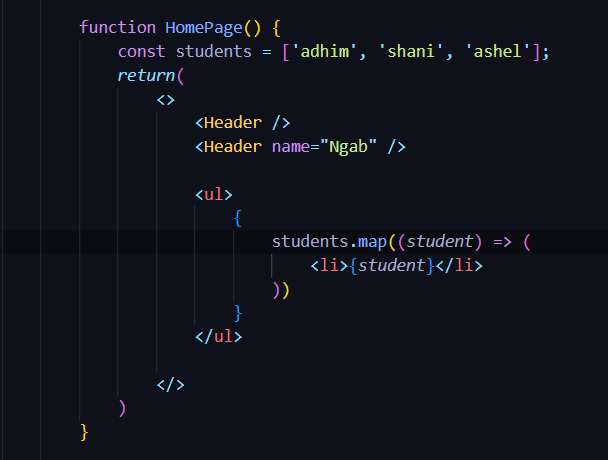 function HomePage() {
const students = ['adhim', 'shani', 'ashel'];
return(
<>
<Header />
<Header name="Ngab" />
<ul>
{
students.map((student) => (
<li>{student}</li>
))
}
</ul>
</>
)
}